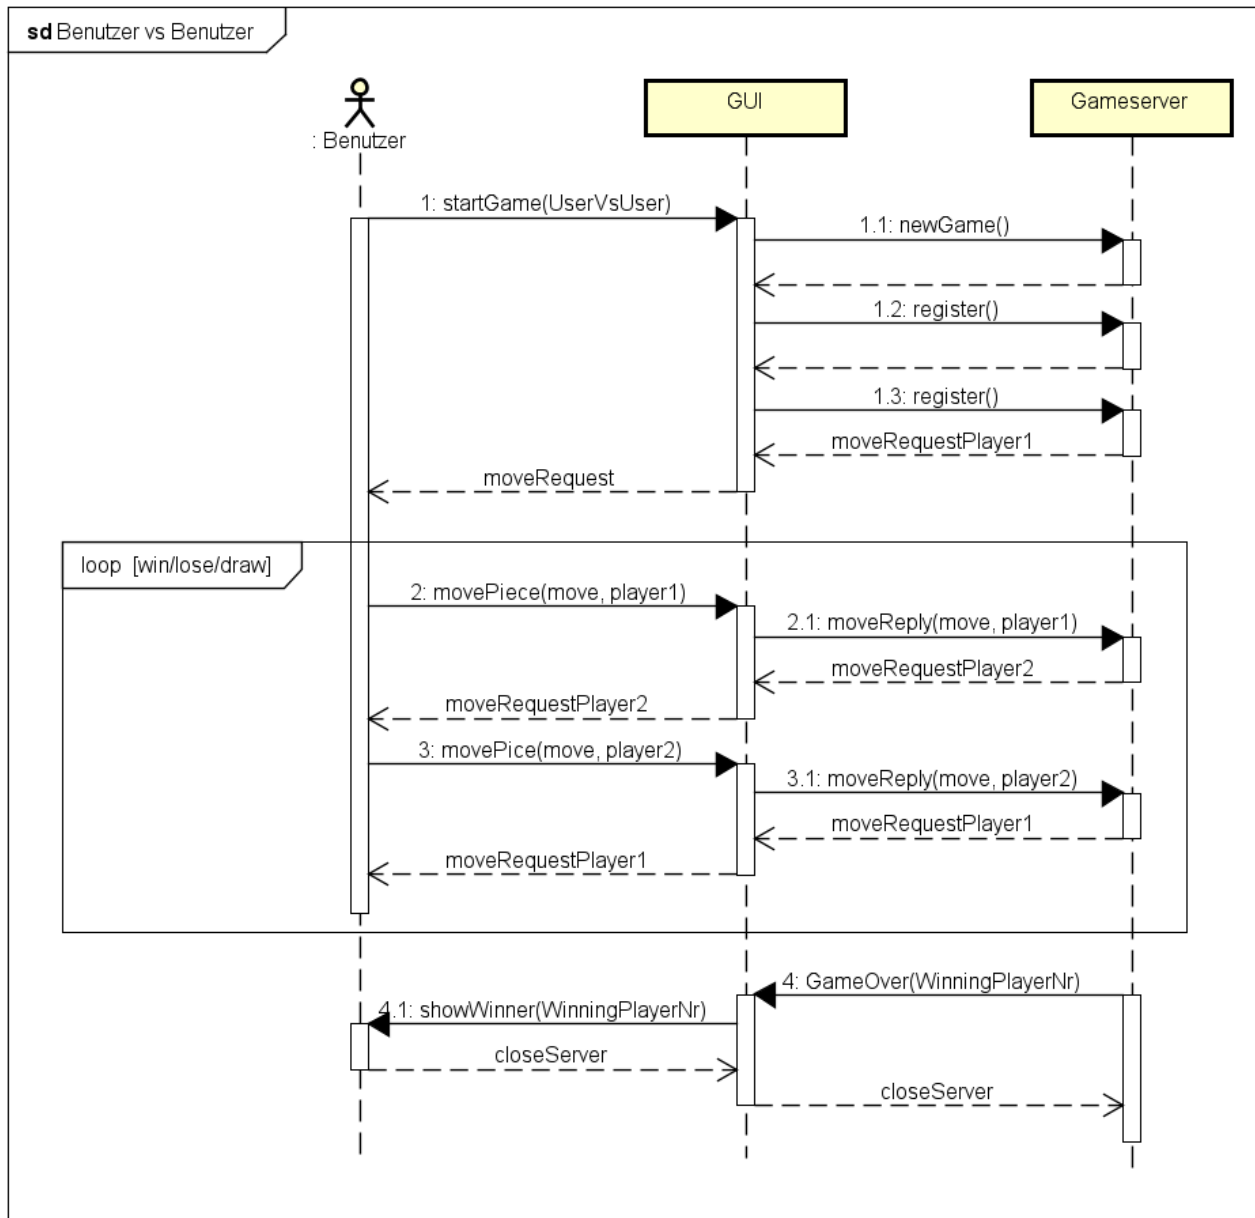 sd Benutzer vs Benutzer
: Benutzer
GUI
Gameserver
1: startGame(UserVsUser)
1.1: newGame()
1.2: register()
1.3: register()
moveRequestPlayer1
moveRequest
loop [win/lose/draw]
2: movePiece(move, player1)
2.1: moveReply(move, player1)
moveRequestPlayer2
moveRequestPlayer2
3: movePice(move, player2)
3.1: moveReply(move, player2)
moveRequestPlayer1
moveRequestPlayer1
4: GameOver(WinningPlayerNr)
4.1: showWinner(WinningPlayerNr)
closeServer
closeServer